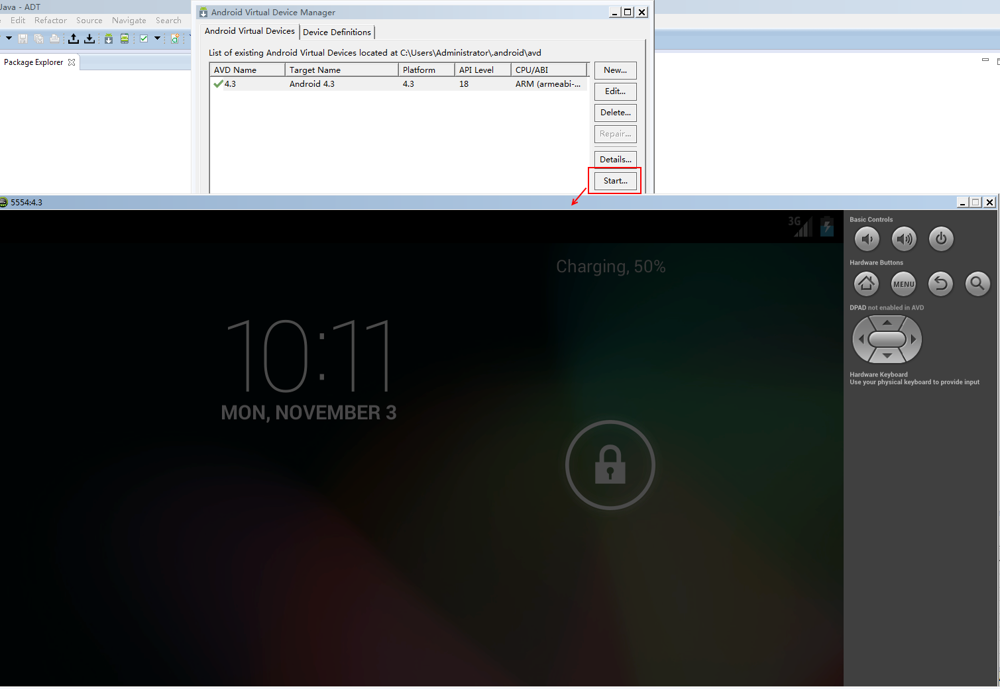 Java - ADT
Edit Refactor Source Navigate Search
Package Explorer
Android Virtual Device Manager
Android Virtual Devices Device Definitions
List of existing Android Virtual Devices located at C:\Users\Administrator\.android\avd
AVD Name Target Name Platform API Level CPU/ABI
4.3 Android 4.3 4.3 18 ARM (armeabi-...
New...
Edit...
Delete...
Repair...
Details...
Start...
5554:4.3
3G
Charging, 50%
10:11
MON, NOVEMBER 3
Basic Controls
Hardware Buttons
MENU
DPAD not enabled in AVD
Hardware Keyboard
Use your physical keyboard to provide input